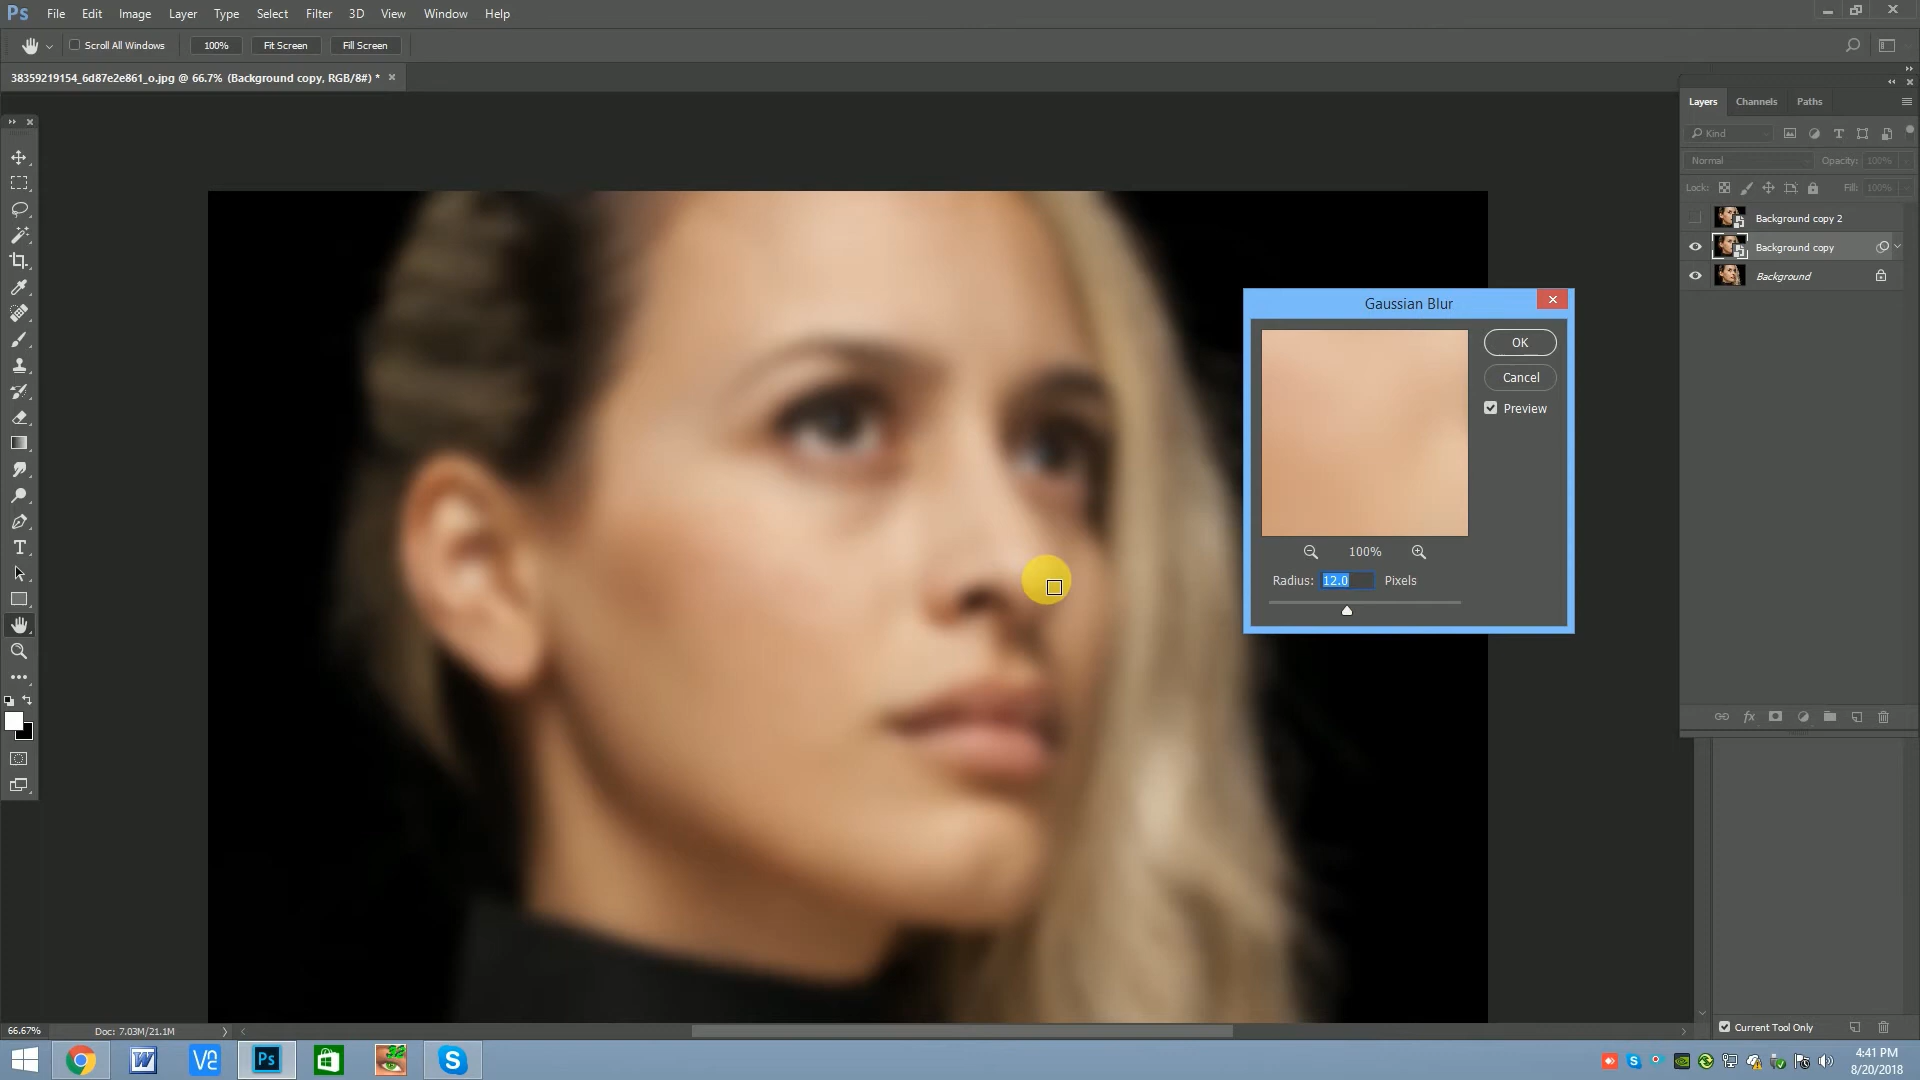 Ps File Edit Image Layer Type Select Filter 3D View Window Help
Scroll All Windows 100% Fit Screen Fill Screen
38359219154_6d87e2e861_o.jpg @ 66.7% (Background copy, RGB/8#) *
Layers Channels Paths
Kind
Normal Opacity: 100%
Lock: Fill: 100%
Background copy 2
Background copy
Background
Gaussian Blur
OK
Cancel
Preview
100%
Radius: 12.0 Pixels
66.67% Doc: 7.03M/21.1M
Current Tool Only
4:41 PM
8/20/2018